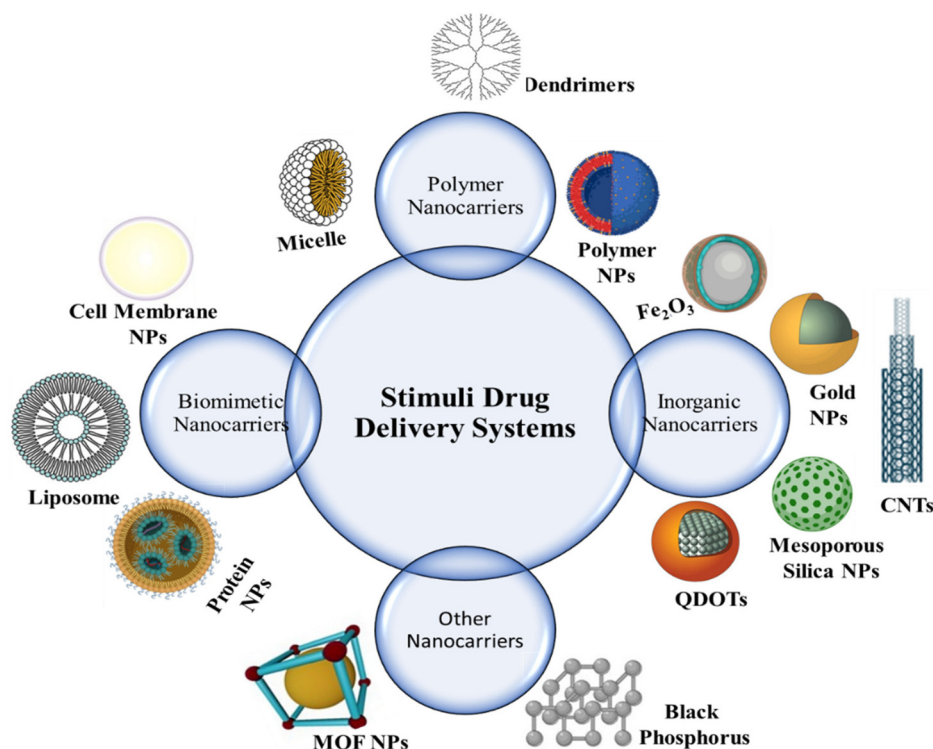 Dendrimers
Polymer
Nanocarriers
Micelle
Polymer
NPs
Cell Membrane
NPs
Fe₂O₃
Biomimetic
Nanocarriers
Stimuli Drug
Delivery Systems
Inorganic
Nanocarriers
Gold
NPs
Liposome
CNTs
Mesoporous
Silica NPs
Protein
NPs
QDOTs
Other
Nanocarriers
MOF NPs
Black
Phosphorus